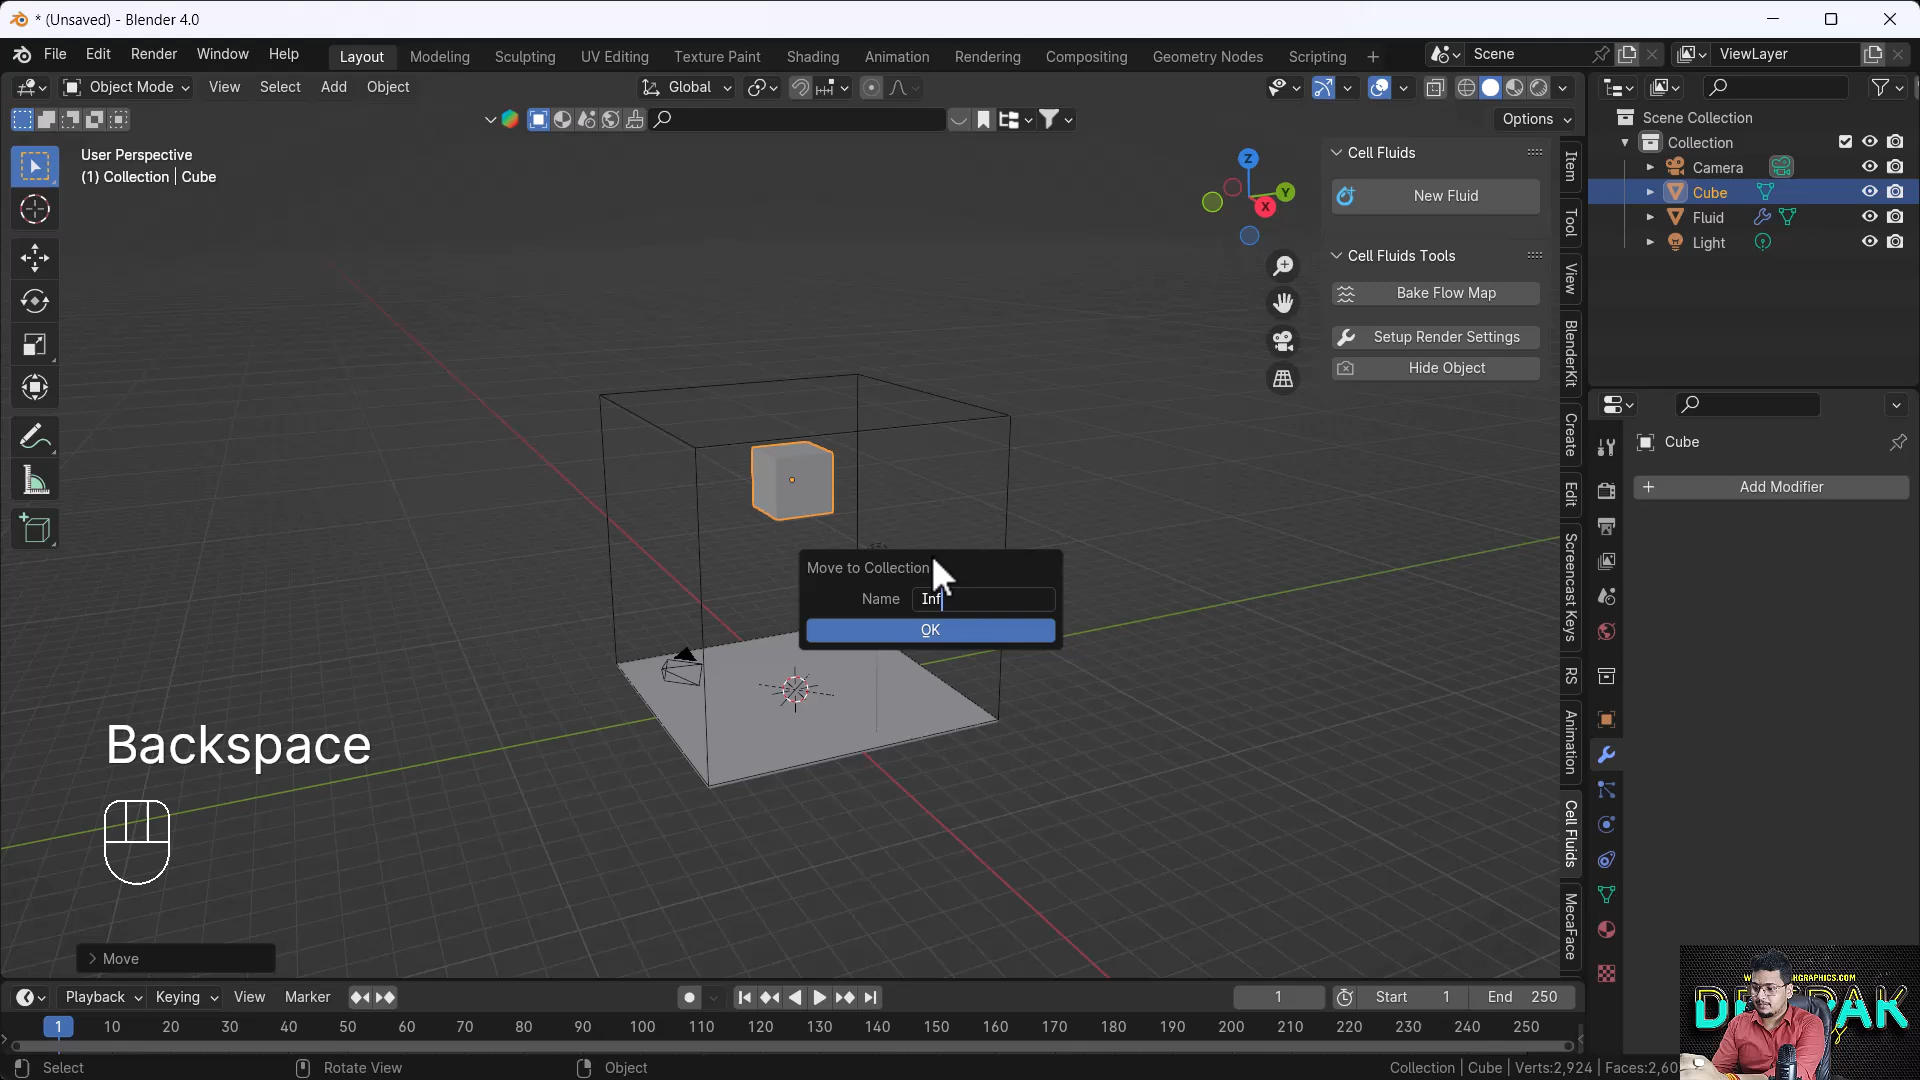 * (Unsaved) - Blender 4.0
File Edit Render Window Help
Layout Modeling Sculpting UV Editing Texture Paint Shading Animation Rendering Compositing Geometry Nodes Scripting +
Scene
ViewLayer
Object Mode View Select Add Object
Global
Options
User Perspective
(1) Collection | Cube
Z
Y
X
Cell Fluids
New Fluid
Cell Fluids Tools
Bake Flow Map
Setup Render Settings
Hide Object
Item
Tool
View
BlenderKit
Create
Edit
Screencast Keys
RS
Animation
Cell Fluids
MecaFace
Scene Collection
Collection
Camera
Cube
Fluid
Light
Cube
Add Modifier
Move to Collection
Name Inf
OK
Backspace
Move
Playback Keying View Marker
1
Start 1
End 250
1 10 20 30 40 50 60 70 80 90 100 110 120 130 140 150 160 170 180 190 200 210 220 230 240 250
Select
Rotate View
Object
Collection | Cube | Verts:2,924 | Faces:2,60